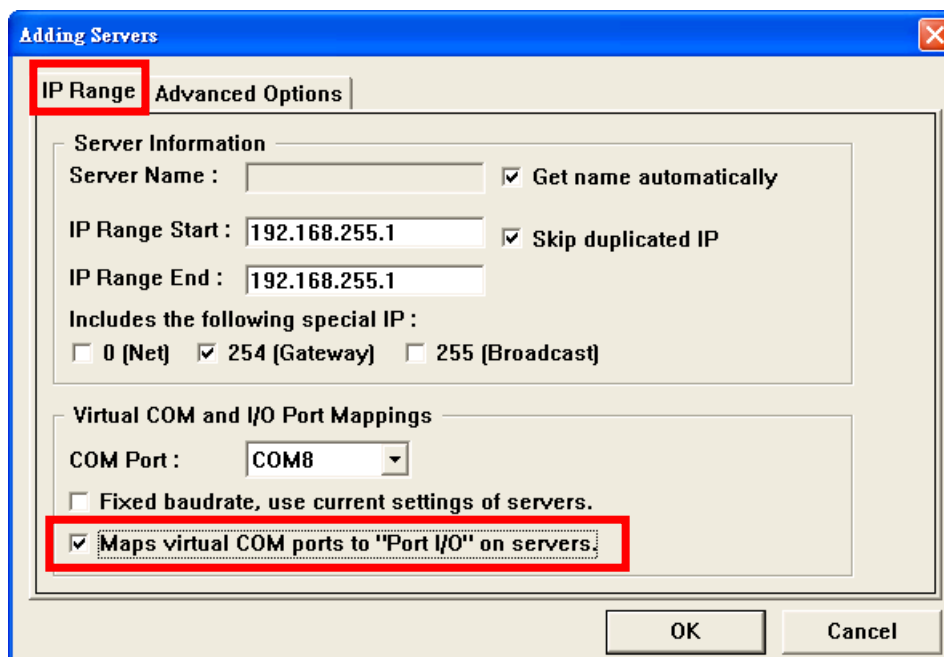 Adding Servers
IP Range Advanced Options
Server Information
Server Name : Get name automatically
IP Range Start : 192.168.255.1 Skip duplicated IP
IP Range End : 192.168.255.1
Includes the following special IP :
0 (Net) 254 (Gateway) 255 (Broadcast)
Virtual COM and I/O Port Mappings
COM Port : COM8
Fixed baudrate, use current settings of servers.
Maps virtual COM ports to "Port I/O" on servers.
OK Cancel